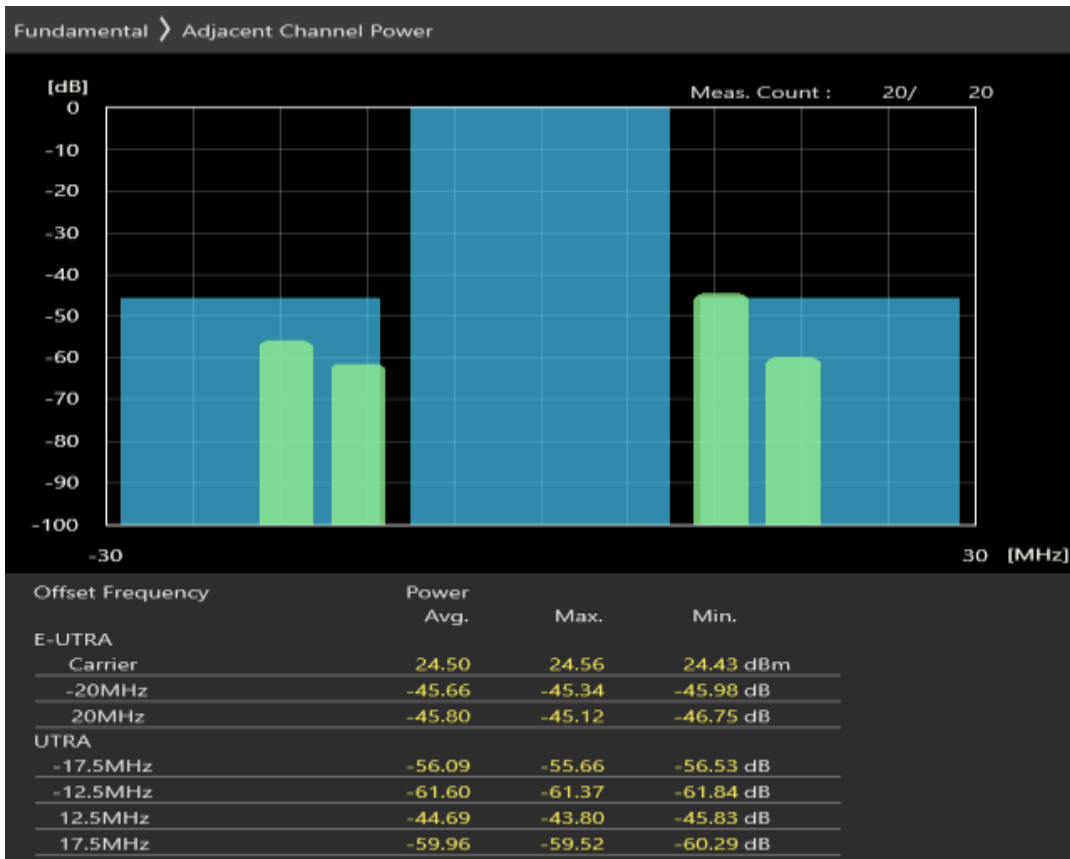 Fundamental 〉 Adjacent Channel Power
[dB]
Meas. Count : 20/ 20
0
-10
-20
-30
-40
-50
-60
-70
-80
-90
-100
-30 30 [MHz]
Offset Frequency Power
Avg. Max. Min.
E-UTRA
Carrier 24.50 24.56 24.43 dBm
-20MHz -45.66 -45.34 -45.98 dB
20MHz -45.80 -45.12 -46.75 dB
UTRA
-17.5MHz -56.09 -55.66 -56.53 dB
-12.5MHz -61.60 -61.37 -61.84 dB
12.5MHz -44.69 -43.80 -45.83 dB
17.5MHz -59.96 -59.52 -60.29 dB